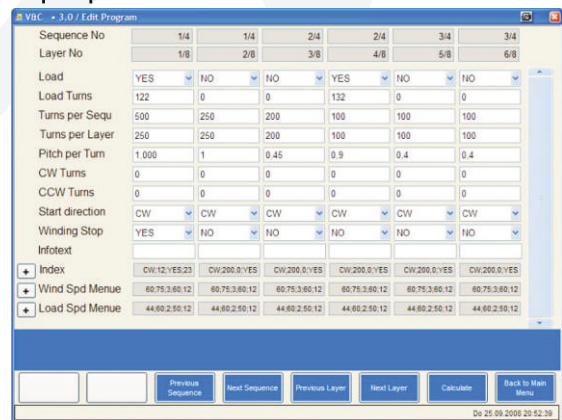 VBC • 3.0 / Edit Program
Sequence No 1/4 1/4 2/4 2/4 3/4 3/4
Layer No 1/8 2/8 3/8 4/8 5/8 6/8
Load YES NO NO YES NO NO
Load Turns 122 0 0 132 0 0
Turns per Sequ 500 250 200 100 100 100
Turns per Layer 250 250 200 100 100 100
Pitch per Turn 1.000 1 0.45 0.9 0.4 0.4
CW Turns 0 0 0 0 0 0
CCW Turns 0 0 0 0 0 0
Start direction CW CW CW CW CW CW
Winding Stop YES NO NO NO NO NO
Infotext
+ Index CW;12;YES;23 CW;200,0;YES CW;200,0;YES CW;200,0;YES CW;200,0;YES CW;200,0;YES
+ Wind Spd Menue 60;75;3;60;12 60;75;3;60;12 60;75;3;60;12 60;75;3;60;12 60;75;3;60;12 60;75;3;60;12
+ Load Spd Menue 44;60;2;50;12 44;60;2;50;12 44;60;2;50;12 44;60;2;50;12 44;60;2;50;12 44;60;2;50;12
Previous Sequence Next Sequence Previous Layer Next Layer Calculate Back to Main Menu
Do 25.09.2008 20:52:39